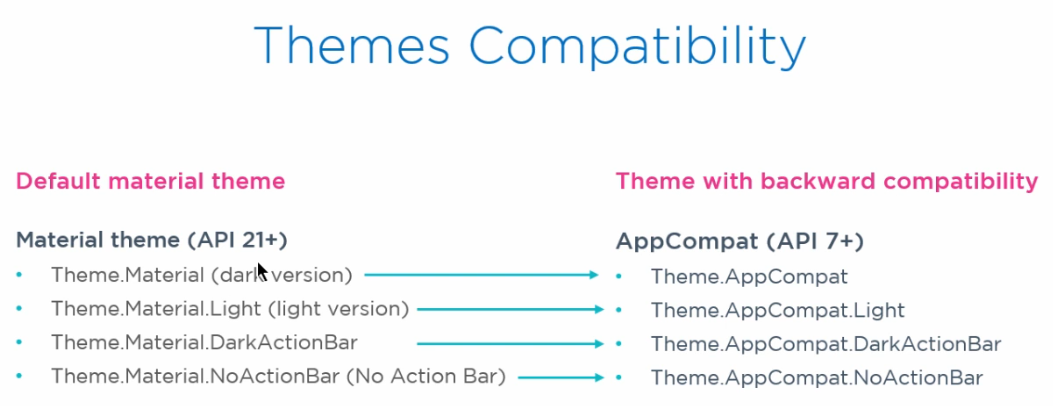 Themes Compatibility
Default material theme
Material theme (API 21+)
• Theme.Material (dark version)
• Theme.Material.Light (light version)
• Theme.Material.DarkActionBar
• Theme.Material.NoActionBar (No Action Bar)
Theme with backward compatibility
AppCompat (API 7+)
• Theme.AppCompat
• Theme.AppCompat.Light
• Theme.AppCompat.DarkActionBar
• Theme.AppCompat.NoActionBar